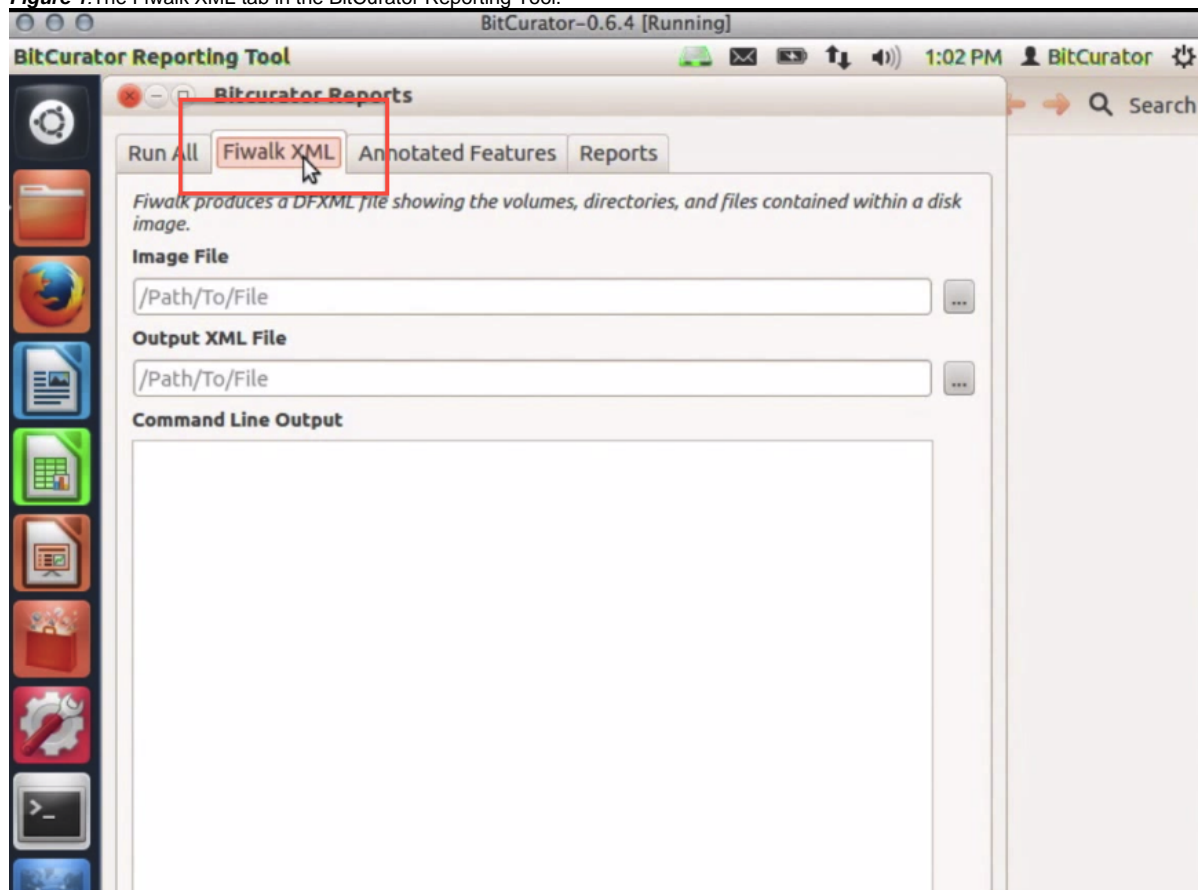 Figure 1:The Fiwalk XML tab in the BitCurator Reporting Tool.
BitCurator-0.6.4 [Running]
BitCurator Reporting Tool
1:02 PM
BitCurator
Bitcurator Reports
Search
Run All
Fiwalk XML
Annotated Features
Reports
Fiwalk produces a DFXML file showing the volumes, directories, and files contained within a disk
image.
Image File
/Path/To/File
...
Output XML File
/Path/To/File
...
Command Line Output
>_